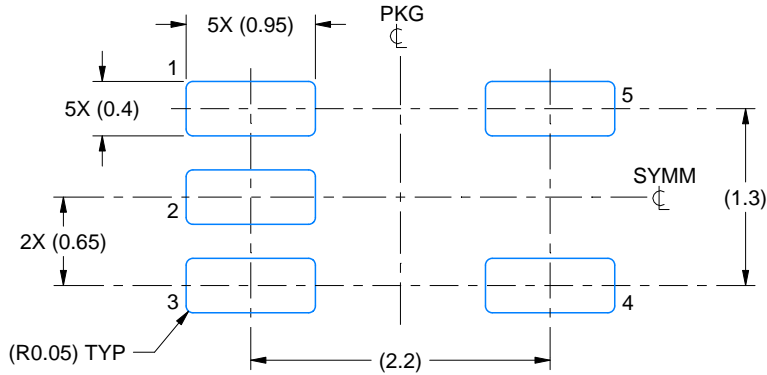 PKG
℄
5X (0.95)
1
5
5X (0.4)
SYMM
℄
(1.3)
2
2X (0.65)
3
4
(R0.05) TYP
(2.2)